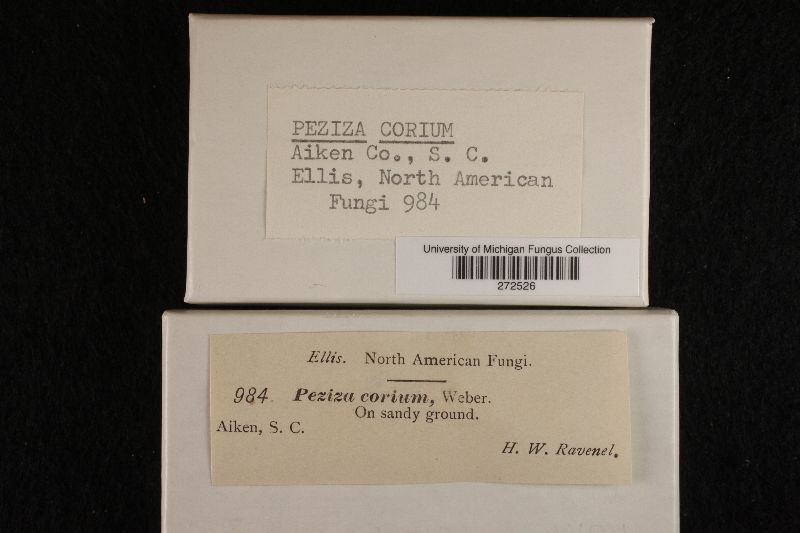 PEZIZA CORIUM
Aiken Co., S. C.
Ellis, North American
Fungi 984
University of Michigan Fungus Collection
272526
Ellis. North American Fungi.
984. Peziza corium, Weber.
On sandy ground.
Aiken, S. C.
H. W. Ravenel.